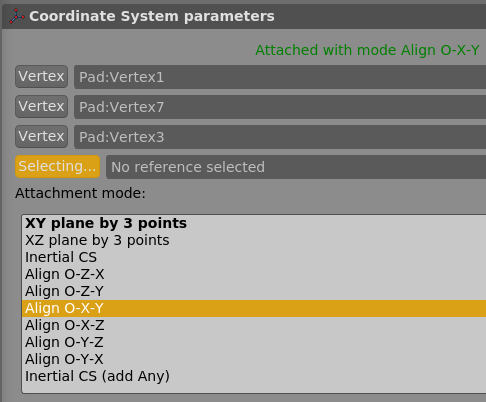 Coordinate System parameters
Attached with mode Align O-X-Y
Vertex Pad:Vertex1
Vertex Pad:Vertex7
Vertex Pad:Vertex3
Selecting... No reference selected
Attachment mode:
XY plane by 3 points
XZ plane by 3 points
Inertial CS
Align O-Z-X
Align O-Z-Y
Align O-X-Y
Align O-X-Z
Align O-Y-Z
Align O-Y-X
Inertial CS (add Any)